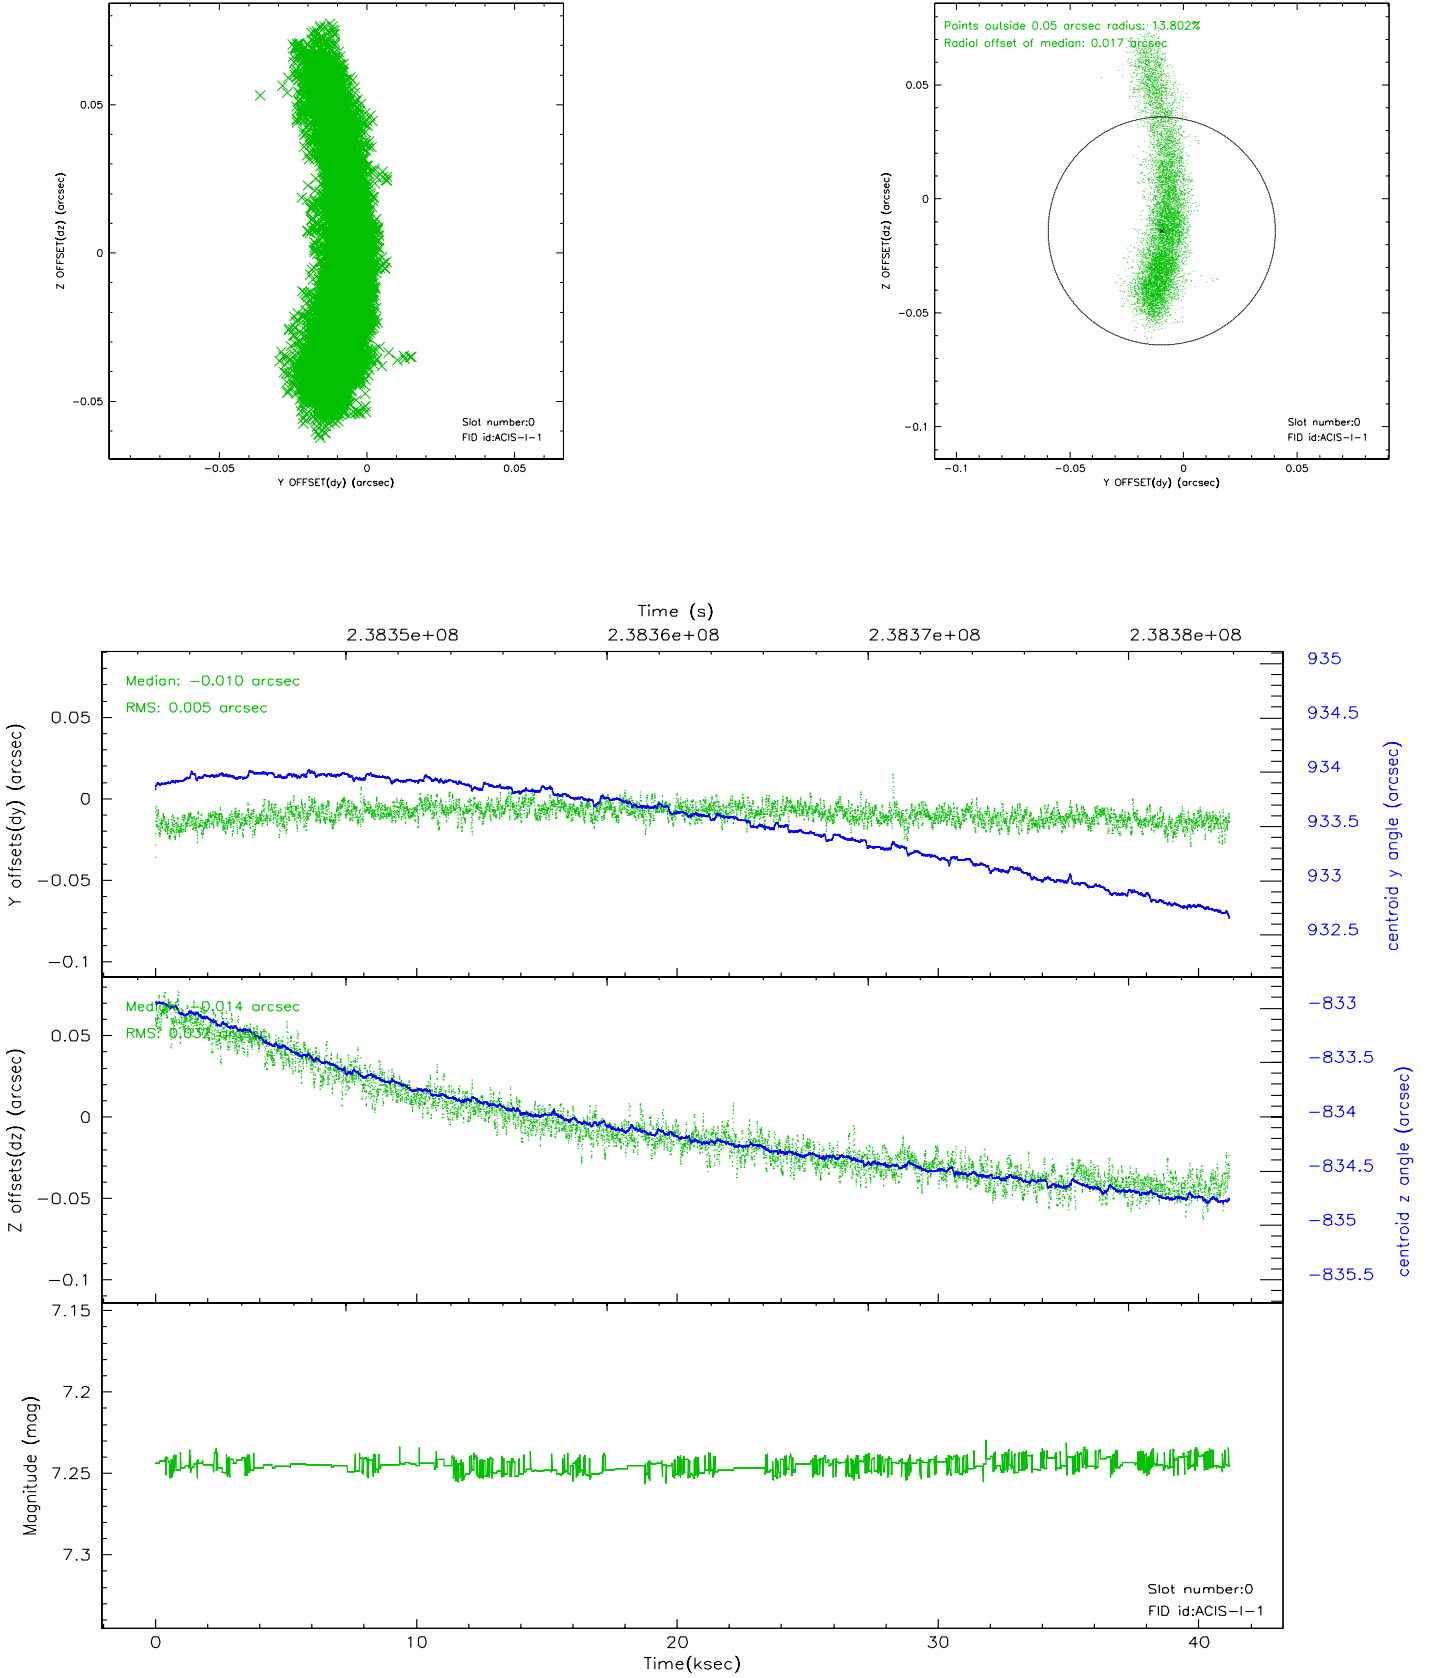 0.05
0
-0.05
Z OFFSET(dz) (arcsec)
Slot number:0
FID id:ACIS-I-1
-0.05 0 0.05
Y OFFSET(dy) (arcsec)
Points outside 0.05 arcsec radius: 13.802%
Radial offset of median: 0.017 arcsec
0.05
0
-0.05
-0.1
Z OFFSET(dz) (arcsec)
Slot number:0
FID id:ACIS-I-1
-0.1 -0.05 0 0.05
Y OFFSET(dy) (arcsec)
Time (s)
2.3835e+08 2.3836e+08 2.3837e+08 2.3838e+08
Median: -0.010 arcsec
RMS: 0.005 arcsec
0.05
0
-0.05
-0.1
Y offsets(dy) (arcsec)
935
934.5
934
933.5
933
932.5
centroid y angle (arcsec)
Median: -0.014 arcsec
RMS: 0.032 arcsec
0.05
0
-0.05
-0.1
Z offsets(dz) (arcsec)
-833
-833.5
-834
-834.5
-835
-835.5
centroid z angle (arcsec)
7.15
7.2
7.25
7.3
Magnitude (mag)
Slot number:0
FID id:ACIS-I-1
0 10 20 30 40
Time(ksec)